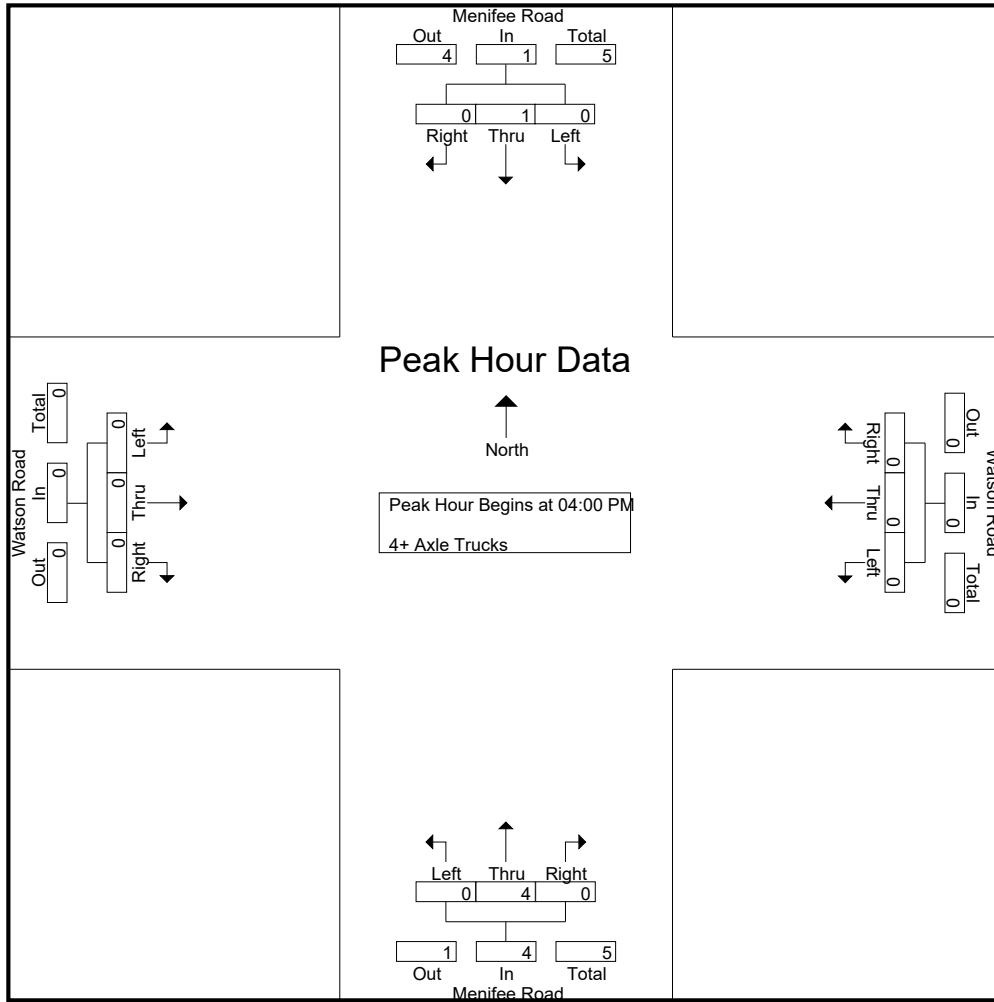 Menifee Road
Out In Total
4 1 5
0 1 0
Right Thru Left
Peak Hour Data
North
Peak Hour Begins at 04:00 PM
4+ Axle Trucks
Watson Road
Total In Out
0 0 0
0 0 0
Left Thru Right
Watson Road
Out In Total
0 0 0
0 0 0
Right Thru Left
Left Thru Right
0 4 0
1 4 5
Out In Total
Menifee Road